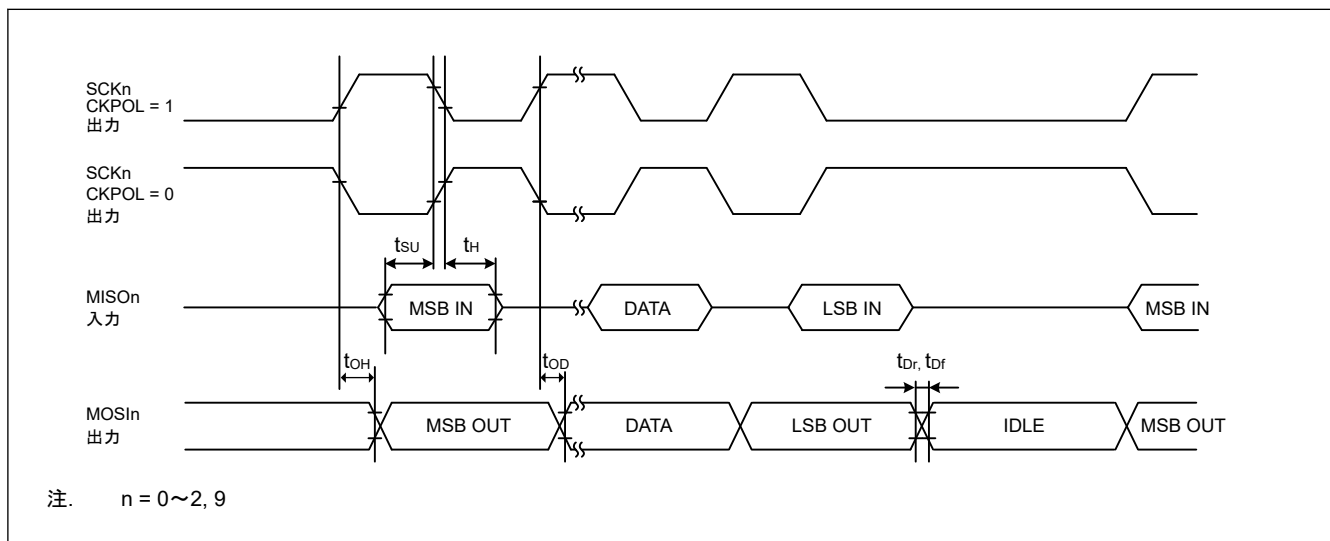 SCKn
CKPOL = 1
出力
SCKn
CKPOL = 0
出力
tSU
tH
MISOn
入力
MSB IN
DATA
LSB IN
MSB IN
tOH
tOD
tDr, tDf
MOSIn
出力
MSB OUT
DATA
LSB OUT
IDLE
MSB OUT
注. n = 0~2, 9